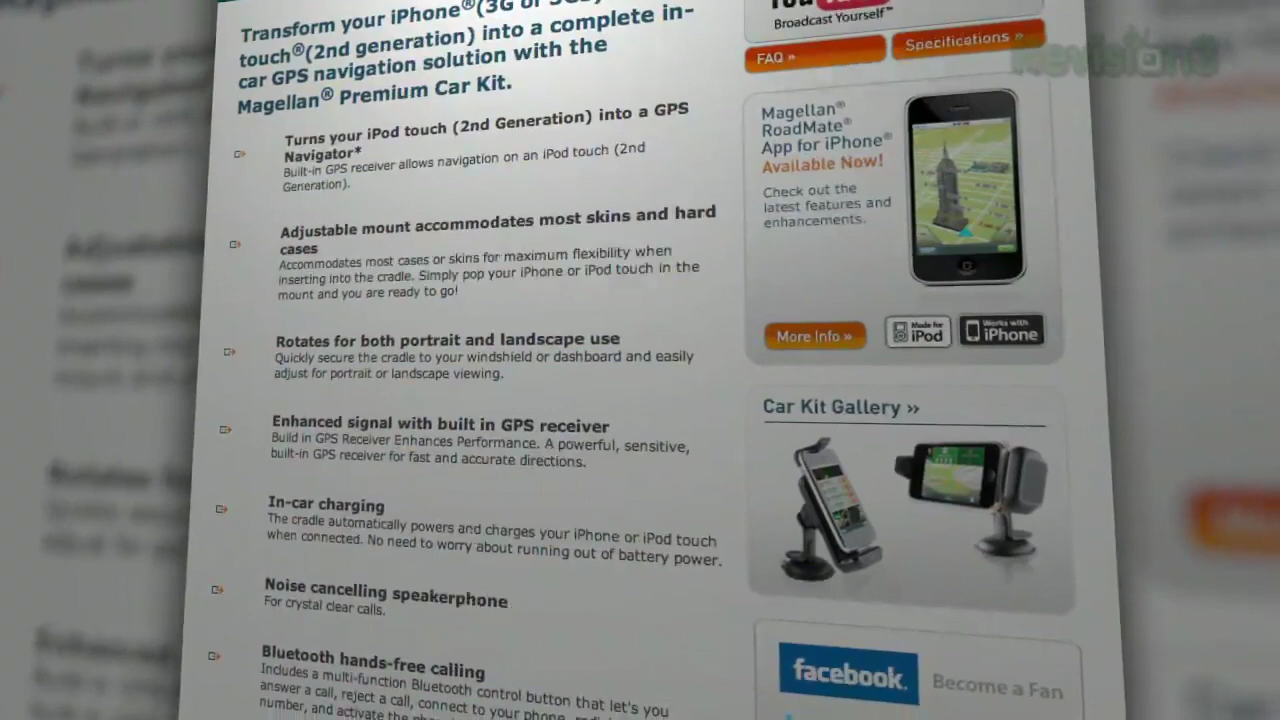 Transform your iPhone®(3G or
touch®(2nd generation) into a complete in-
car GPS navigation solution with the
Magellan® Premium Car Kit.
Turns your iPod touch (2nd Generation) into a GPS
Navigator*
Built-in GPS receiver allows navigation on an iPod touch (2nd
Generation).
Adjustable mount accommodates most skins and hard
cases
Accommodates most cases or skins for maximum flexibility when
inserting into the cradle. Simply pop your iPhone or iPod touch in the
mount and you are ready to go!
Rotates for both portrait and landscape use
Quickly secure the cradle to your windshield or dashboard and easily
adjust for portrait or landscape viewing.
Enhanced signal with built in GPS receiver
Build in GPS Receiver Enhances Performance. A powerful, sensitive,
built-in GPS receiver for fast and accurate directions.
In-car charging
The cradle automatically powers and charges your iPhone or iPod touch
when connected. No need to worry about running out of battery power.
Noise cancelling speakerphone
For crystal clear calls.
Bluetooth hands-free calling
Includes a multi-function Bluetooth control button that let's you
answer a call, reject a call, connect to your phone,
number, and activate the
Broadcast Yourself™
FAQ »
Specifications »
Revision3
Magellan®
RoadMate®
App for iPhone®
Available Now!
Check out the
latest features and
enhancements.
More Info »
Made for
iPod
Works with
iPhone
Car Kit Gallery »
facebook.
Become a Fan